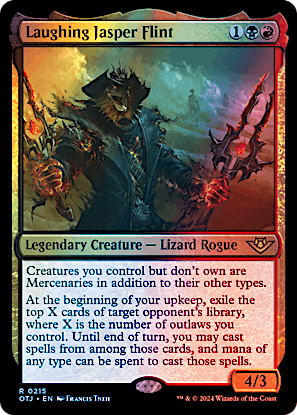 Laughing Jasper Flint 1
Legendary Creature — Lizard Rogue
Creatures you control but don't own are
Mercenaries in addition to their other types.
At the beginning of your upkeep, exile the
top X cards of target opponent's library,
where X is the number of outlaws you
control. Until end of turn, you may cast
spells from among those cards, and mana of
any type can be spent to cast those spells.
4/3
R 0215
OTJ • EN Francis Tneh
™ & © 2024 Wizards of the Coast